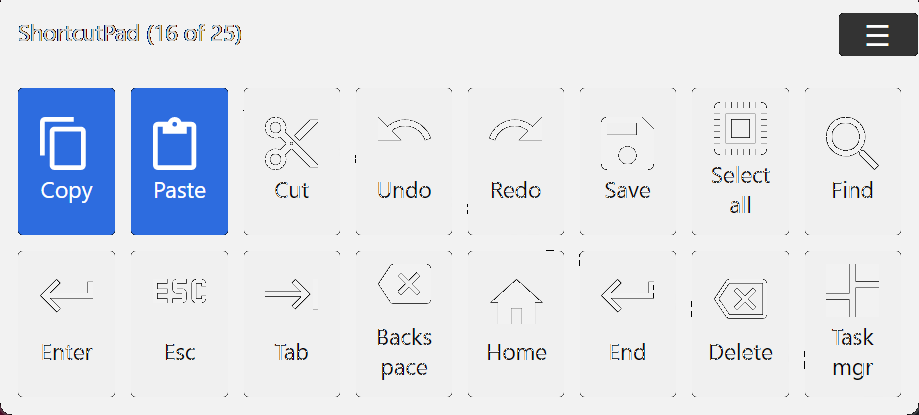 ShortcutPad (16 of 25)
Copy
Paste
Cut
Undo
Redo
Save
Select
all
Find
Enter
ESC
Esc
Tab
Backs
pace
Home
End
Delete
Task
mgr